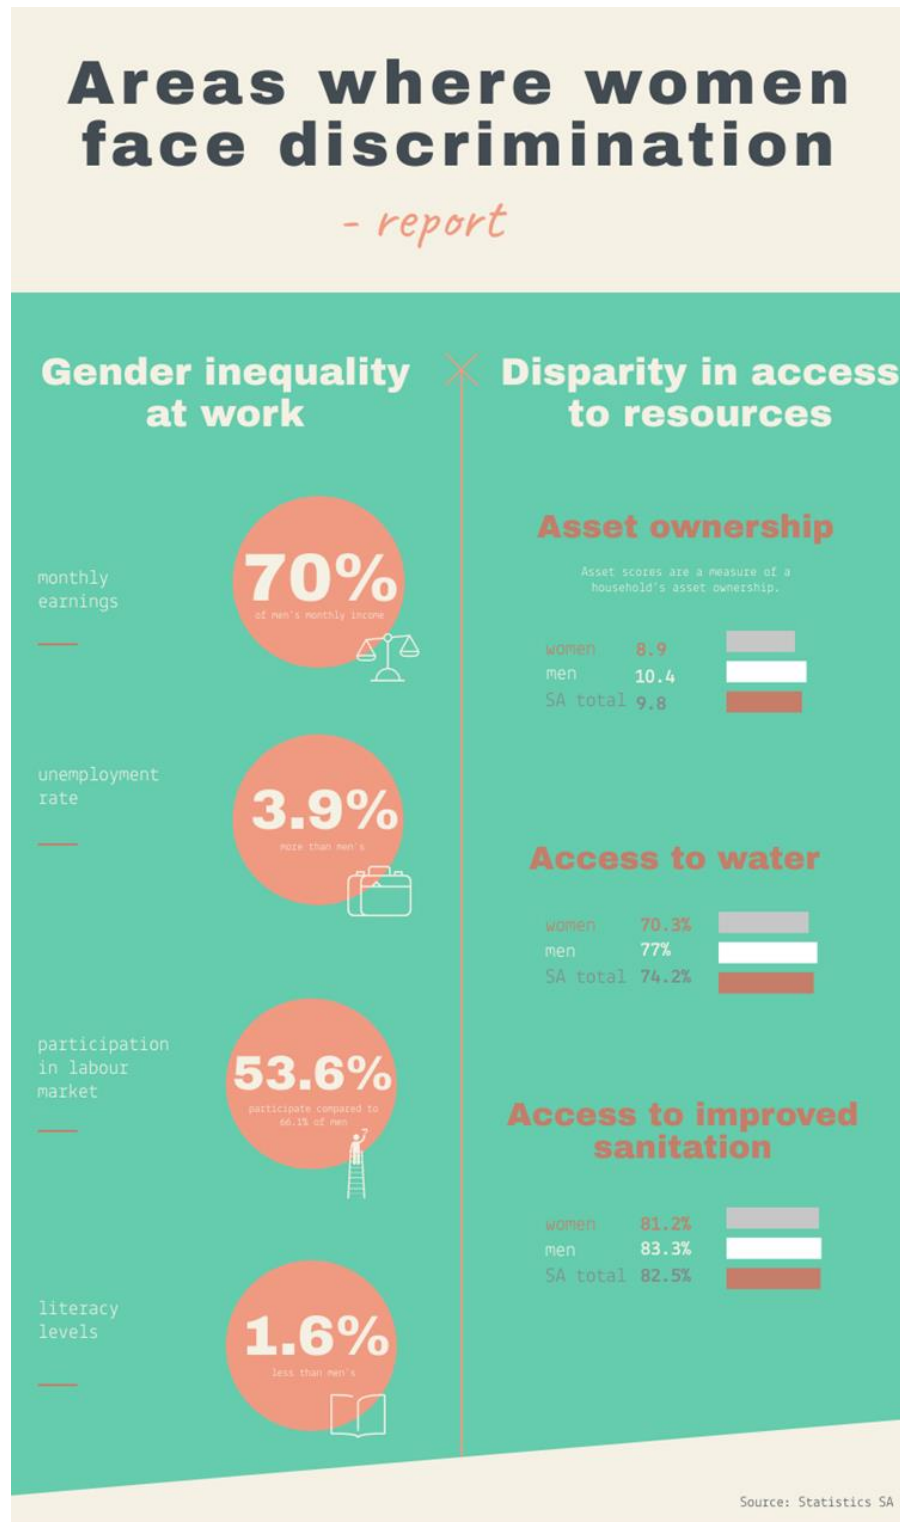 Areas where women
face discrimination
- report
Gender inequality
at work
monthly
earnings
70%
of men's monthly income
unemployment
rate
3.9%
more than men's
participation
in labour
market
53.6%
participate compared to
66.1% of men
literacy
levels
1.6%
less than men's
Disparity in access
to resources
Asset ownership
Asset scores are a measure of a
household's asset ownership.
women 8.9
men 10.4
SA total 9.8
Access to water
women 70.3%
men 77%
SA total 74.2%
Access to improved
sanitation
women 81.2%
men 83.3%
SA total 82.5%
Source: Statistics SA